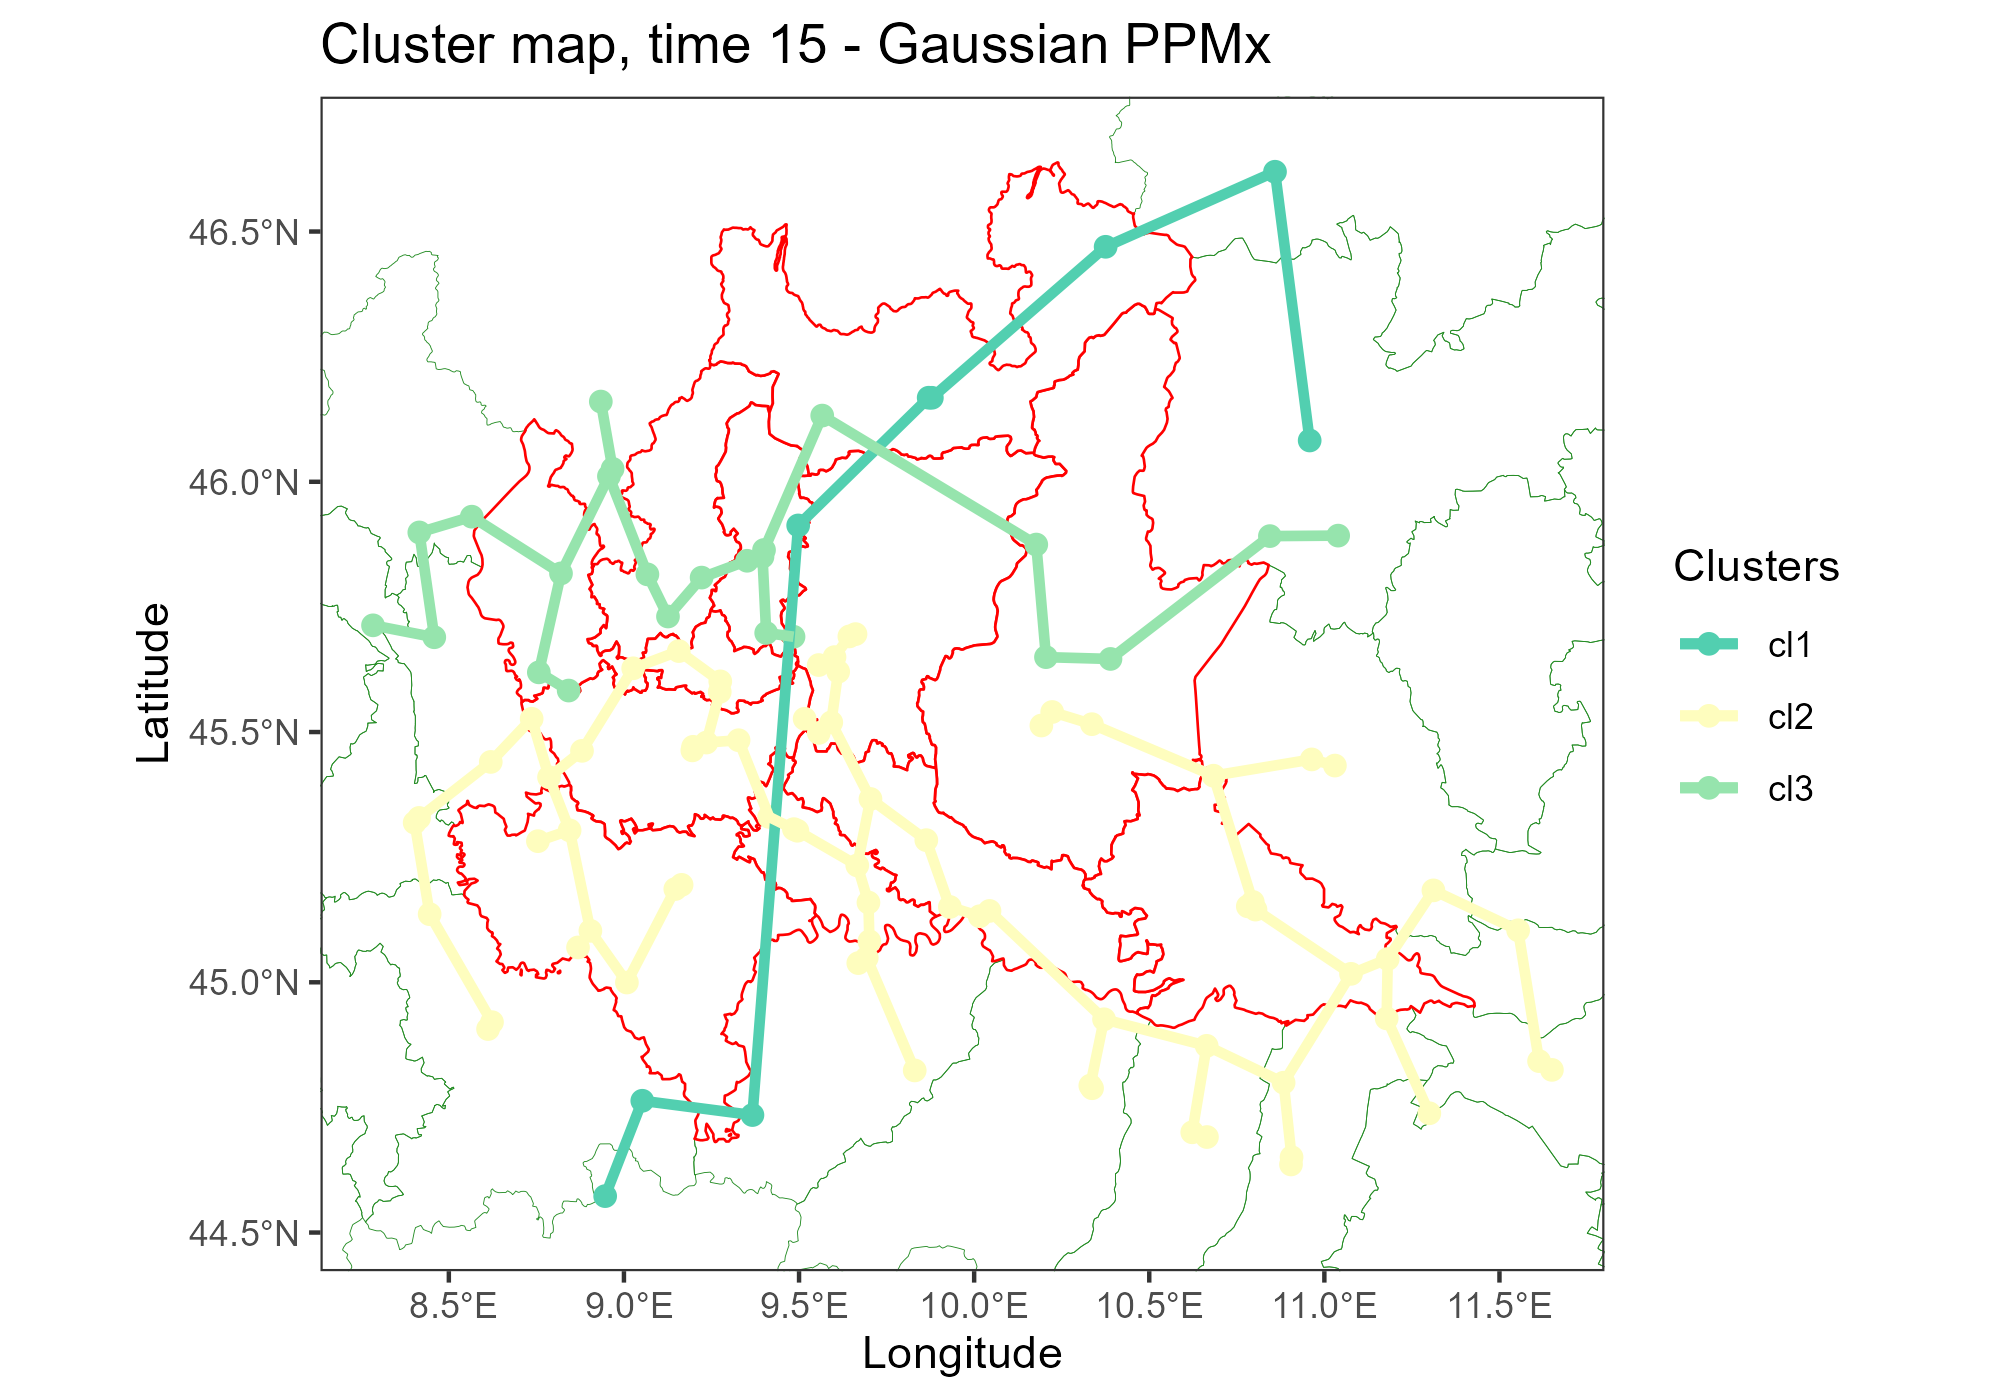 Cluster map, time 15 - Gaussian PPMx
46.5°N
46.0°N
45.5°N
45.0°N
44.5°N
Latitude
8.5°E
9.0°E
9.5°E
10.0°E
10.5°E
11.0°E
11.5°E
Longitude
Clusters
cl1
cl2
cl3